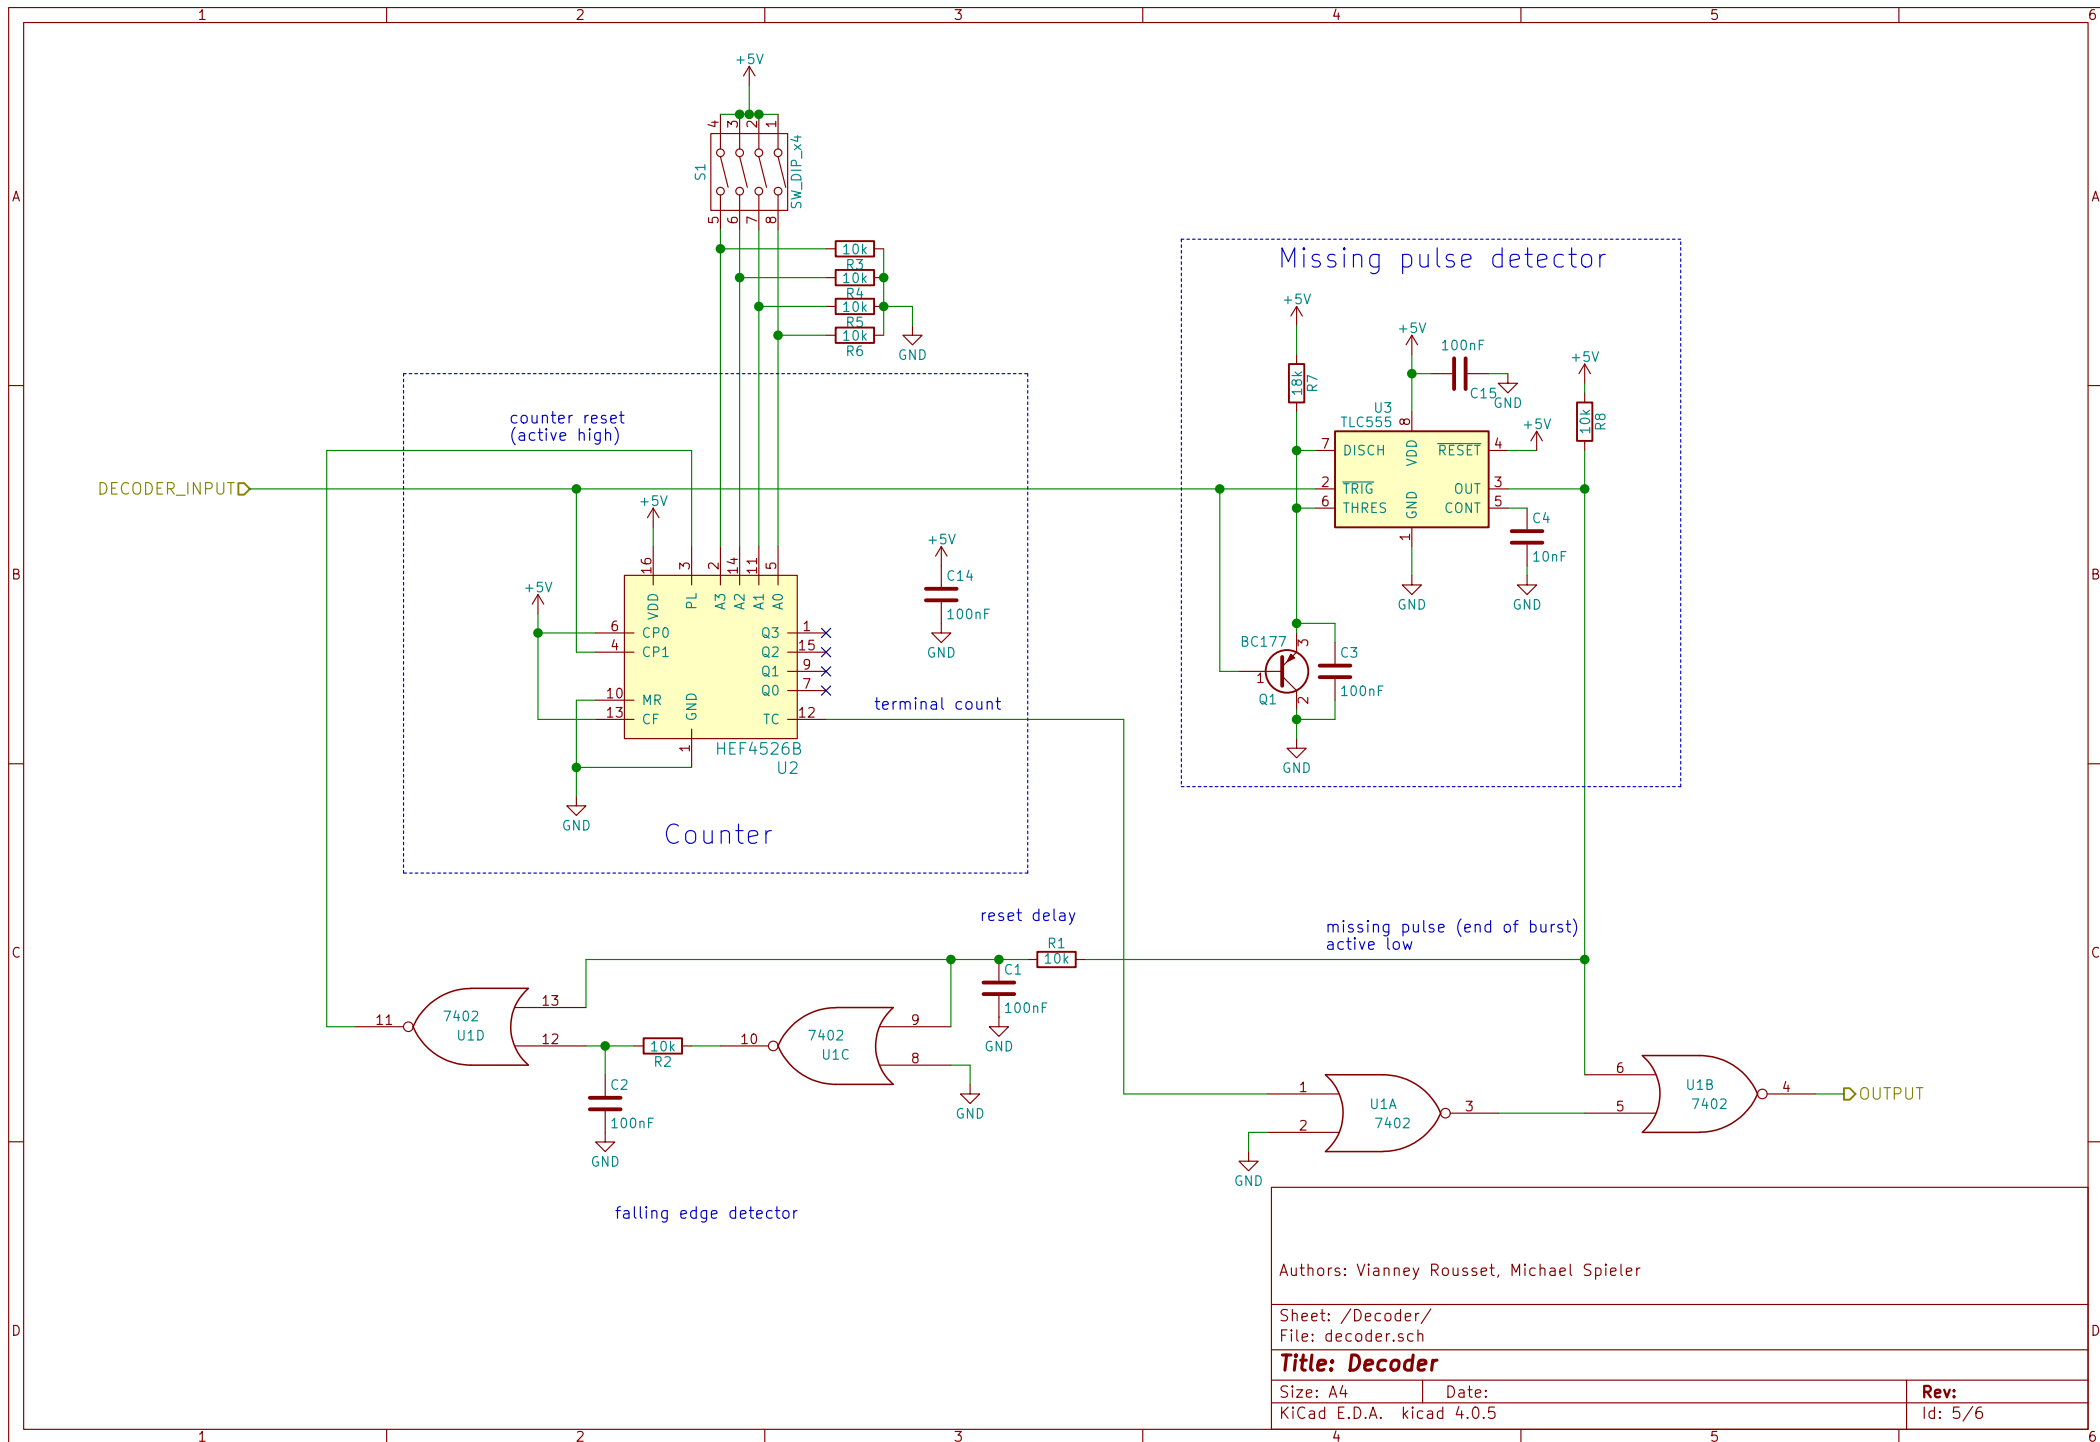 1 2 3 4 5 6
A A
B B
C C
D D
1 2 3 4 5 6
+5V
4 3 2 1
S1
SW_DIP_x4
5 6 7 8
10k
R3
10k
R4
10k
R5
10k
R6
GND
counter reset
(active high)
DECODER_INPUT
+5V
+5V
16 3 2 14 11 5
VDD PL A3 A2 A1 A0
6 CP0
4 CP1
10 MR
13 CF
GND
1
Q3 1
Q2 15
Q1 9
Q0 7
TC 12
HEF4526B
U2
GND
+5V
C14
100nF
GND
terminal count
Counter
Missing pulse detector
+5V
18k
R7
+5V
100nF
C15
GND
+5V
10k
R8
U3
TLC555
8
VDD
7 DISCH
2 TRIG
6 THRES
RESET 4
+5V
OUT 3
CONT 5
GND
1
GND
C4
10nF
GND
BC177
3
1
Q1
2
C3
100nF
GND
reset delay
R1
10k
C1
100nF
GND
missing pulse (end of burst)
active low
11
7402
U1D
13
12
10k
R2
C2
100nF
GND
10
7402
U1C
9
8
GND
falling edge detector
1
2
GND
U1A
7402
3
6
5
U1B
7402
4
OUTPUT
Authors: Vianney Rousset, Michael Spieler
Sheet: /Decoder/
File: decoder.sch
Title: Decoder
Size: A4 Date: Rev:
KiCad E.D.A. kicad 4.0.5 Id: 5/6